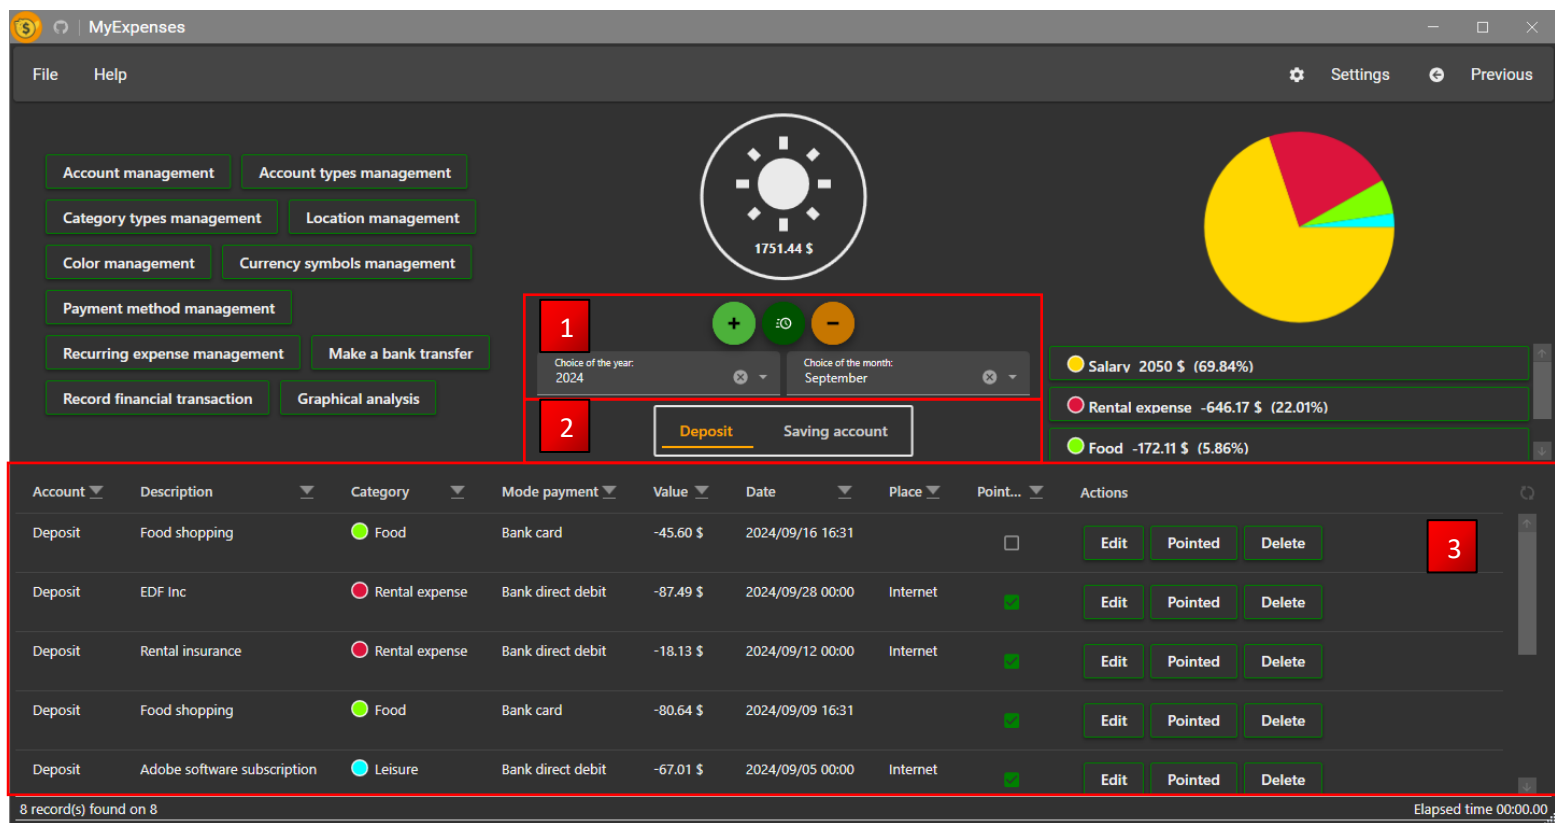 MyExpenses
File Help Settings Previous
Account management Account types management
Category types management Location management
Color management Currency symbols management
Payment method management
Recurring expense management Make a bank transfer
Record financial transaction Graphical analysis
1751.44 $
1
+ −
Choice of the year:
2024
Choice of the month:
September
2
Deposit Saving account
Salary 2050 $ (69.84%)
Rental expense -646.17 $ (22.01%)
Food -172.11 $ (5.86%)
Account Description Category Mode payment Value Date Place Point... Actions
3
Deposit Food shopping Food Bank card -45.60 $ 2024/09/16 16:31 Edit Pointed Delete
Deposit EDF Inc Rental expense Bank direct debit -87.49 $ 2024/09/28 00:00 Internet Edit Pointed Delete
Deposit Rental insurance Rental expense Bank direct debit -18.13 $ 2024/09/12 00:00 Internet Edit Pointed Delete
Deposit Food shopping Food Bank card -80.64 $ 2024/09/09 16:31 Edit Pointed Delete
Deposit Adobe software subscription Leisure Bank direct debit -67.01 $ 2024/09/05 00:00 Internet Edit Pointed Delete
8 record(s) found on 8 Elapsed time 00:00.00